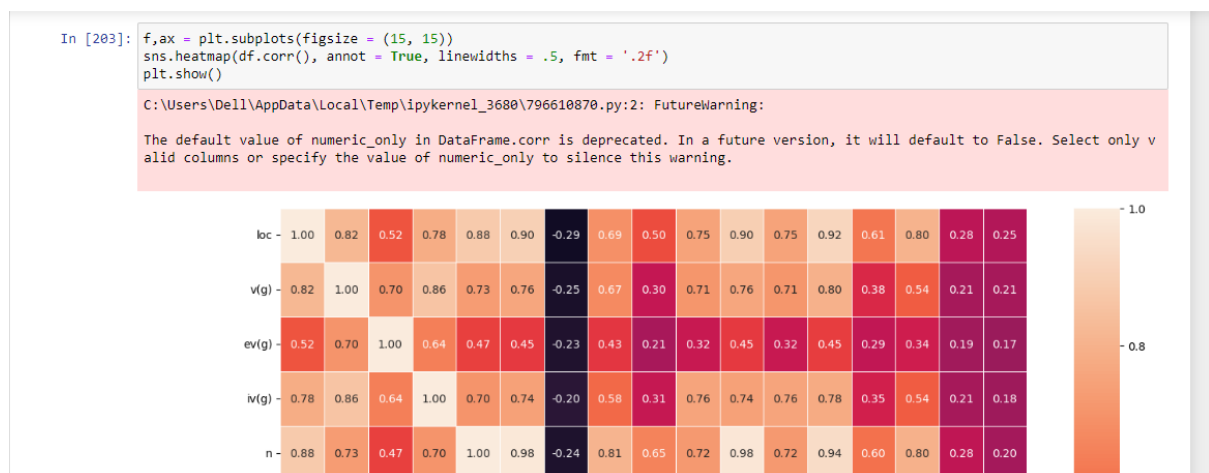 In [203]: f,ax = plt.subplots(figsize = (15, 15))
sns.heatmap(df.corr(), annot = True, linewidths = .5, fmt = '.2f')
plt.show()
C:\Users\Dell\AppData\Local\Temp\ipykernel_3680\796610870.py:2: FutureWarning:
The default value of numeric_only in DataFrame.corr is deprecated. In a future version, it will default to False. Select only v
alid columns or specify the value of numeric_only to silence this warning.
loc - 1.00 0.82 0.52 0.78 0.88 0.90 -0.29 0.69 0.50 0.75 0.90 0.75 0.92 0.61 0.80 0.28 0.25 - 1.0
v(g) - 0.82 1.00 0.70 0.86 0.73 0.76 -0.25 0.67 0.30 0.71 0.76 0.71 0.80 0.38 0.54 0.21 0.21
ev(g) - 0.52 0.70 1.00 0.64 0.47 0.45 -0.23 0.43 0.21 0.32 0.45 0.32 0.45 0.29 0.34 0.19 0.17 - 0.8
iv(g) - 0.78 0.86 0.64 1.00 0.70 0.74 -0.20 0.58 0.31 0.76 0.74 0.76 0.78 0.35 0.54 0.21 0.18
n - 0.88 0.73 0.47 0.70 1.00 0.98 -0.24 0.81 0.65 0.72 0.98 0.72 0.94 0.60 0.80 0.28 0.20